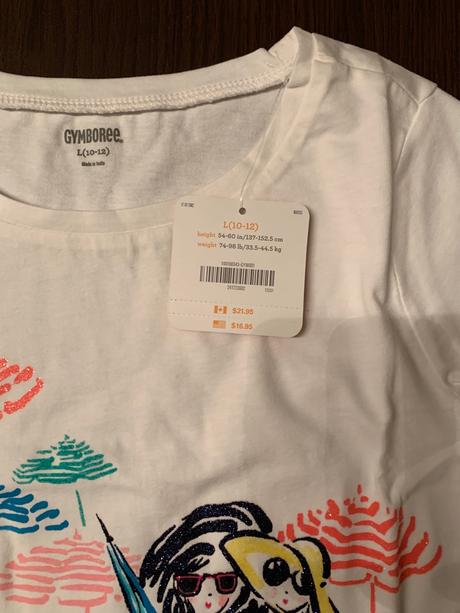 GYMBOREE
L(10-12)
Made in India
L(10-12)
height 54-60 in/137-152.5 cm
weight 74-98 lb/33.5-44.5 kg
$21.95
$16.95